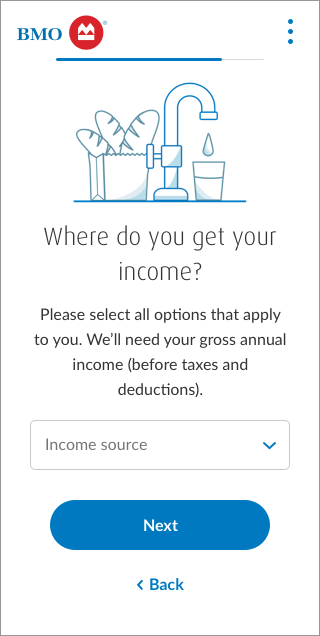 BMO
Where do you get your
income?
Please select all options that apply
to you. We’ll need your gross annual
income (before taxes and
deductions).
Income source
Next
Back